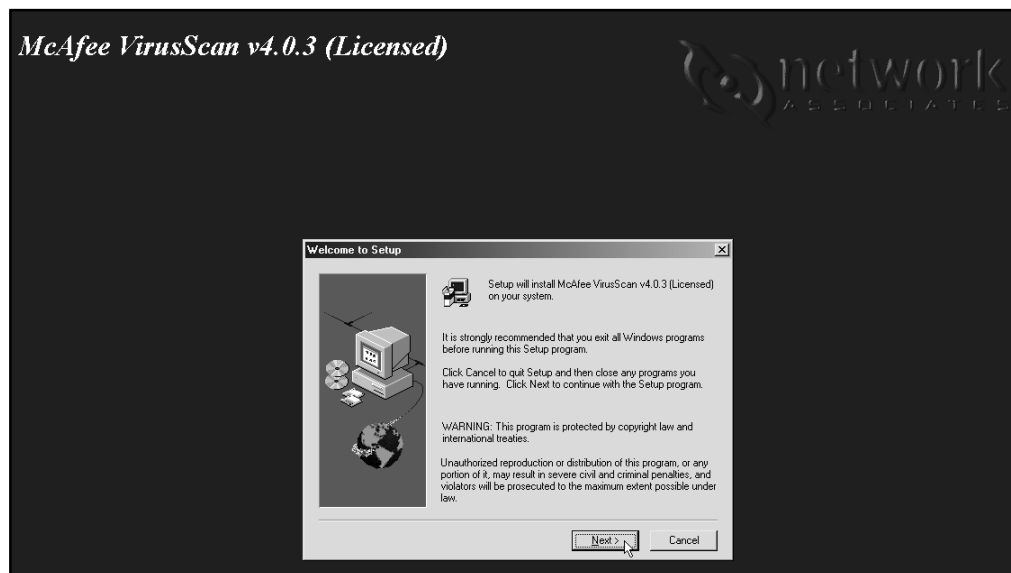 McAfee VirusScan v4.0.3 (Licensed)
network
ASSOCIATES
Welcome to Setup
Setup will install McAfee VirusScan v4.0.3 (Licensed)
on your system.
It is strongly recommended that you exit all Windows programs
before running this Setup program.
Click Cancel to quit Setup and then close any programs you
have running. Click Next to continue with the Setup program.
WARNING: This program is protected by copyright law and
international treaties.
Unauthorized reproduction or distribution of this program, or any
portion of it, may result in severe civil and criminal penalties, and
violators will be prosecuted to the maximum extent possible under
law.
Next >
Cancel